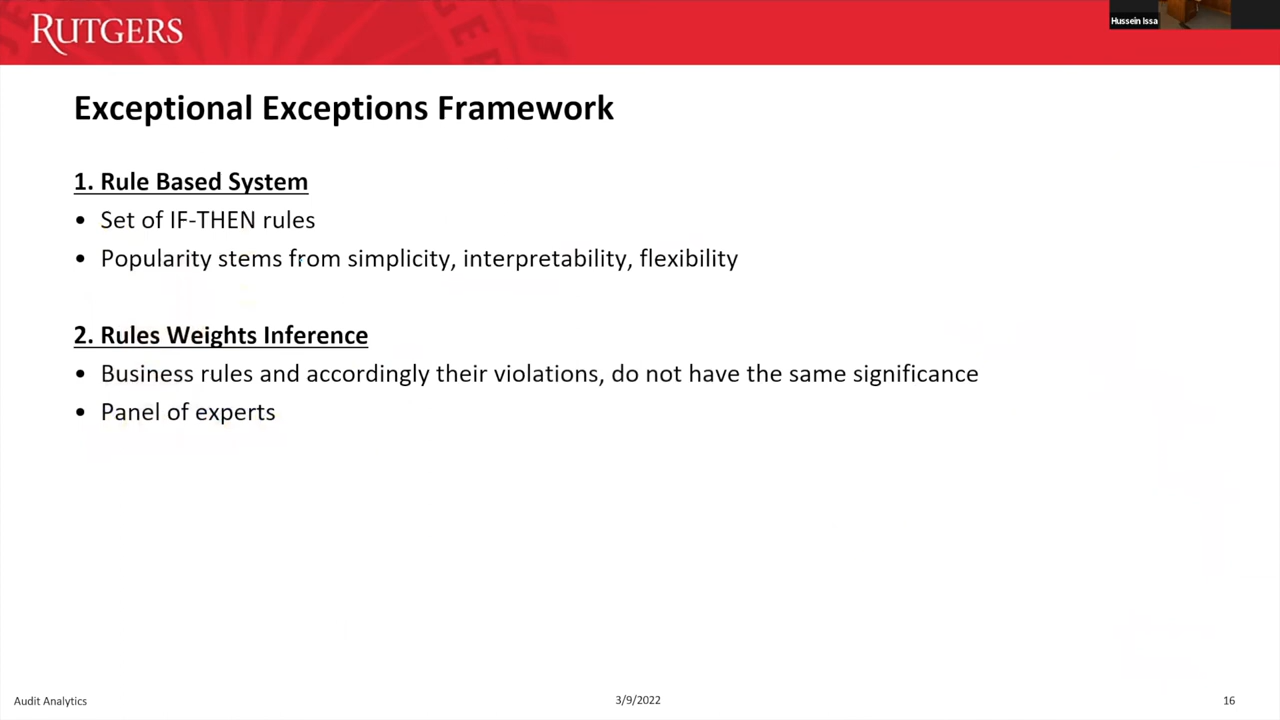 RUTGERS
Hussein Issa
Exceptional Exceptions Framework
1. Rule Based System
• Set of IF-THEN rules
• Popularity stems from simplicity, interpretability, flexibility
2. Rules Weights Inference
• Business rules and accordingly their violations, do not have the same significance
• Panel of experts
Audit Analytics
3/9/2022
16